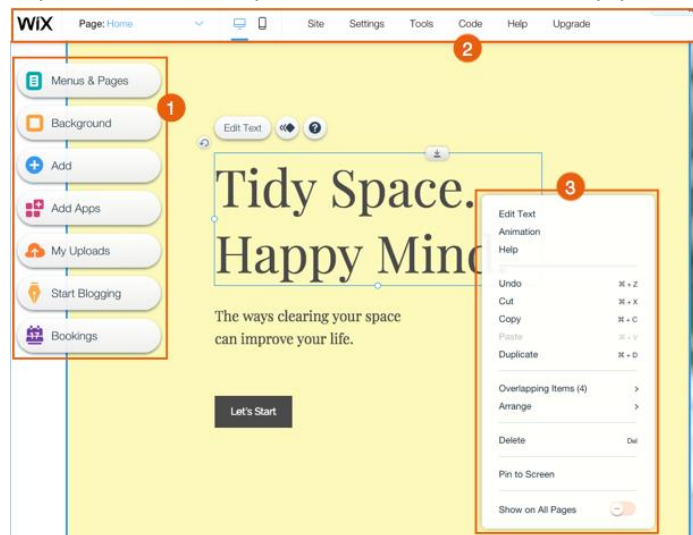 WiX Page: Home Site Settings Tools Code Help Upgrade
2
Menus & Pages
1
Background
Add
Add Apps
My Uploads
Start Blogging
Bookings
Edit Text
Tidy Space.
Happy Mind.
The ways clearing your space
can improve your life.
Let's Start
3
Edit Text
Animation
Help
Undo ⌘ + Z
Cut ⌘ + X
Copy ⌘ + C
Paste ⌘ + V
Duplicate ⌘ + D
Overlapping Items (4)
Arrange
Delete Del
Pin to Screen
Show on All Pages